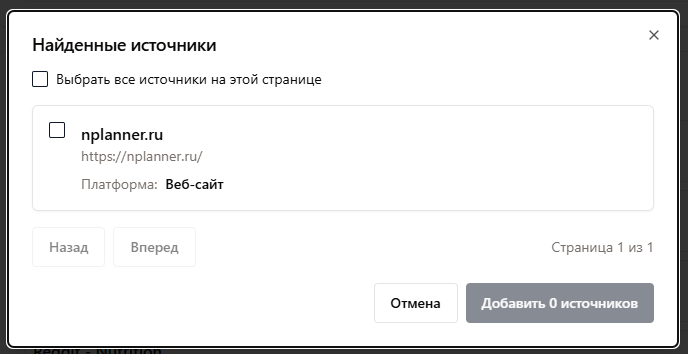 Найденные источники
Выбрать все источники на этой странице
nplanner.ru
https://nplanner.ru/
Платформа: Веб-сайт
Назад Вперед Страница 1 из 1
Отмена Добавить 0 источников
Reddit - Nutrition